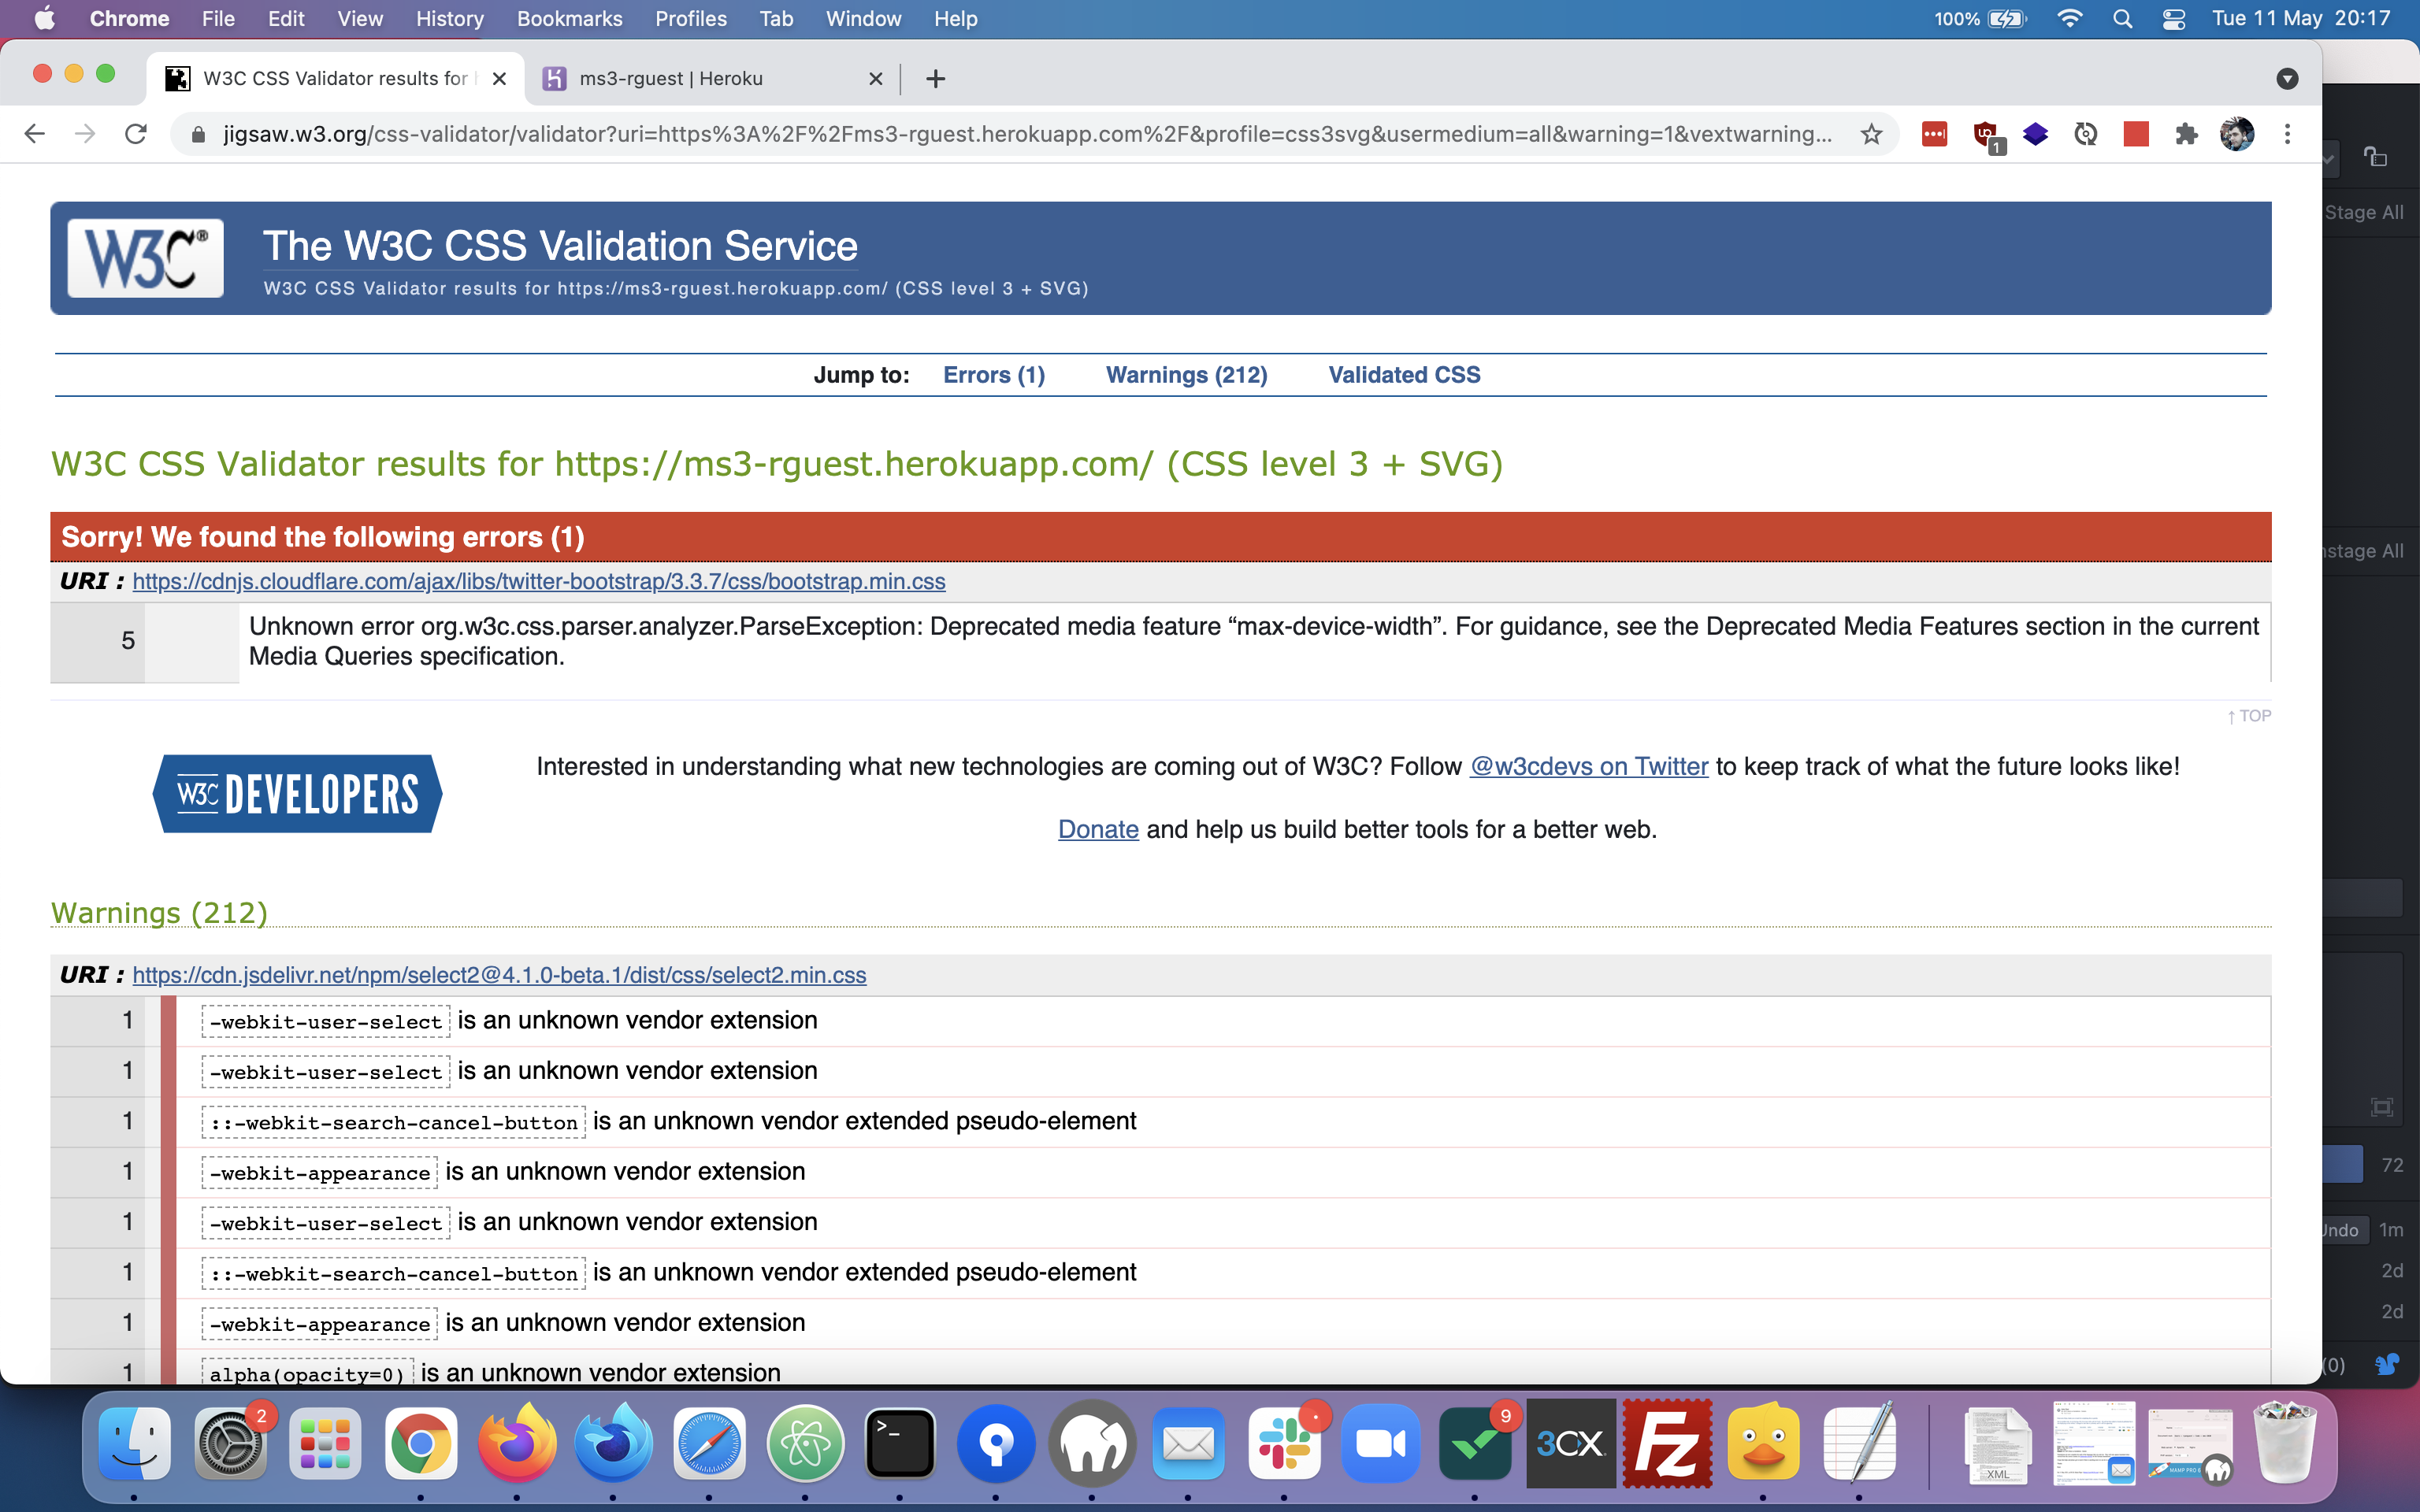 Chrome File Edit View History Bookmarks Profiles Tab Window Help 100% Tue 11 May 20:17
W3C CSS Validator results for
ms3-rguest | Heroku
jigsaw.w3.org/css-validator/validator?uri=https%3A%2F%2Fms3-rguest.herokuapp.com%2F&profile=css3svg&usermedium=all&warning=1&vextwarning...
1
Stage All
W3C®
The W3C CSS Validation Service
W3C CSS Validator results for https://ms3-rguest.herokuapp.com/ (CSS level 3 + SVG)
Jump to: Errors (1) Warnings (212) Validated CSS
W3C CSS Validator results for https://ms3-rguest.herokuapp.com/ (CSS level 3 + SVG)
Sorry! We found the following errors (1)
nstage All
URI : https://cdnjs.cloudflare.com/ajax/libs/twitter-bootstrap/3.3.7/css/bootstrap.min.css
5 Unknown error org.w3c.css.parser.analyzer.ParseException: Deprecated media feature “max-device-width”. For guidance, see the Deprecated Media Features section in the current
Media Queries specification.
↑ TOP
W3C DEVELOPERS
Interested in understanding what new technologies are coming out of W3C? Follow @w3cdevs on Twitter to keep track of what the future looks like!
Donate and help us build better tools for a better web.
Warnings (212)
URI : https://cdn.jsdelivr.net/npm/select2@4.1.0-beta.1/dist/css/select2.min.css
1 -webkit-user-select is an unknown vendor extension
1 -webkit-user-select is an unknown vendor extension
1 ::-webkit-search-cancel-button is an unknown vendor extended pseudo-element
1 -webkit-appearance is an unknown vendor extension
72
1 -webkit-user-select is an unknown vendor extension
Undo 1m
1 ::-webkit-search-cancel-button is an unknown vendor extended pseudo-element
2d
1 -webkit-appearance is an unknown vendor extension
2d
1 alpha(opacity=0) is an unknown vendor extension
(0)
2
9
>_
3CX
Fz
XML
MAMP PRO